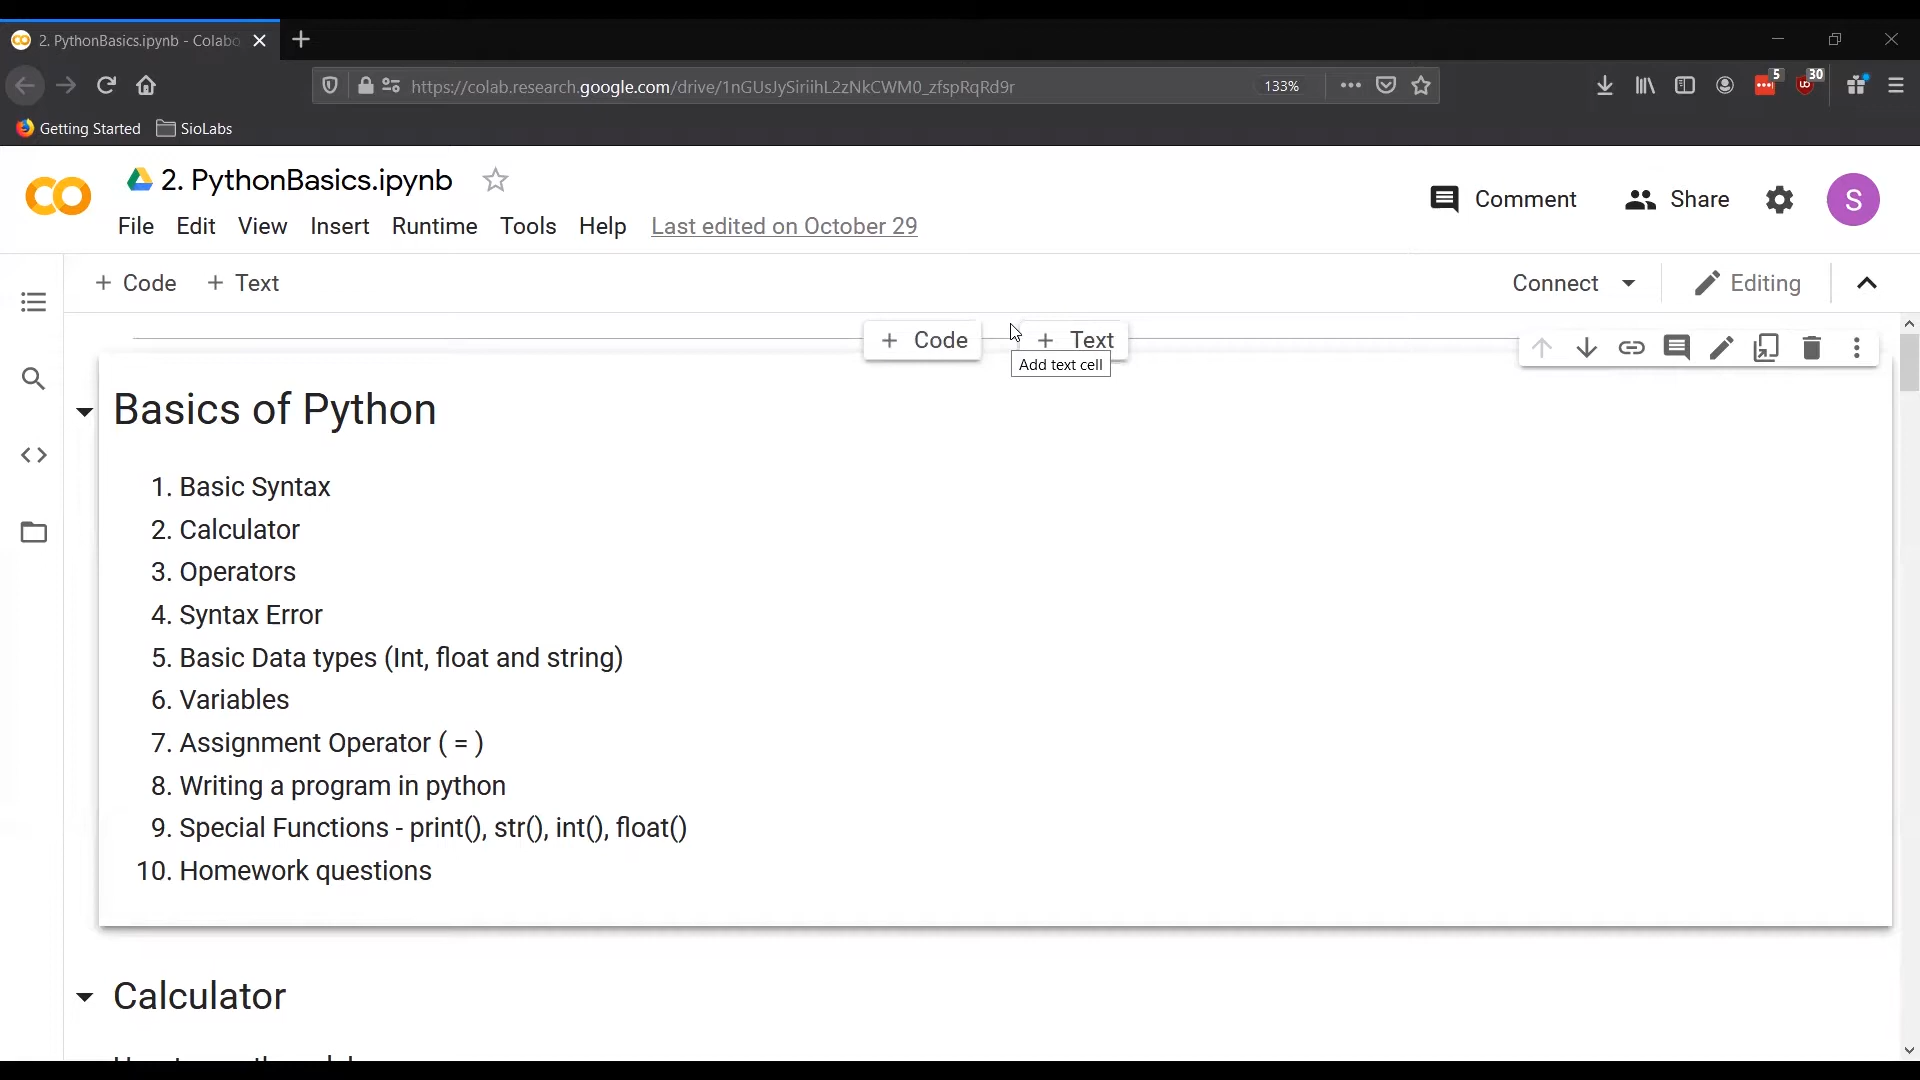 2. PythonBasics.ipynb - Colabo
https://colab.research.google.com/drive/1nGUsJySiriihL2zNkCWM0_zfspRqRd9r
133%
5
30
Getting Started
SioLabs
2. PythonBasics.ipynb
Comment
Share
S
File Edit View Insert Runtime Tools Help Last edited on October 29
+ Code + Text
Connect
Editing
+ Code
+ Text
Add text cell
Basics of Python
1. Basic Syntax
2. Calculator
3. Operators
4. Syntax Error
5. Basic Data types (Int, float and string)
6. Variables
7. Assignment Operator ( = )
8. Writing a program in python
9. Special Functions - print(), str(), int(), float()
10. Homework questions
Calculator